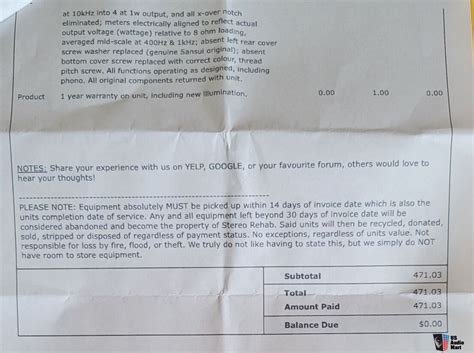 at 10kHz into 4 at 1w output, and all x-over notch
eliminated; meters electrically aligned to reflect actual
output voltage (wattage) relative to 8 ohm loading,
averaged mid-scale at 400Hz & 1kHz; absent left rear cover
screw washer replaced (genuine Sansui original); absent
bottom cover screw replaced with correct colour, thread
pitch screw. All functions operating as designed, including
phono. All original components returned with unit.
Product 1 year warranty on unit, including new illumination, 0.00 1.00 0.00
NOTES: Share your experience with us on YELP, GOOGLE, or your favourite forum, others would love to
hear your thoughts!
PLEASE NOTE: Equipment absolutely MUST be picked up within 14 days of invoice date which is also the
units completion date of service. Any and all equipment left beyond 30 days of invoice date will be
considered abandoned and become the property of Stereo Rehab. Said units will then be recycled, donated,
sold, stripped or disposed of regardless of payment status. No exceptions, regardless of units value. Not
responsible for loss by fire, flood, or theft. We truly do not like having to state this, but we simply do NOT
have room to store equipment.
Subtotal 471.03
Total 471.03
Amount Paid 471.03
Balance Due $0.00
US
Audio
Mart